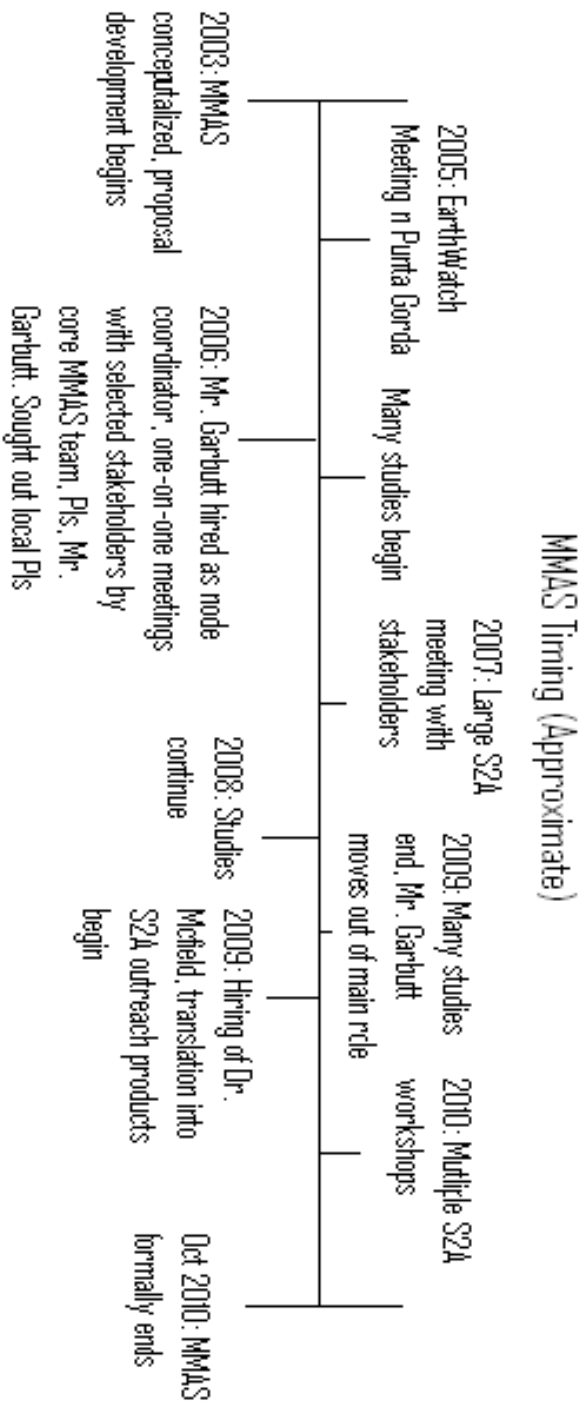 MMAS Timing (Approximate)
2003: MMAS
conceputalized, proposal
development begins
2005: EarthWatch
Meeting n Punta Gorda
2006: Mr. Garbutt hired as node
coordinator, one-on-one meetings
with selected stakeholders by
core MMAS team, PIs, Mr.
Garbutt. Sought out local PIs
Many studies begin
2007: Large S2A
meeting with
stakeholders
2008: Studies
continue
2009: Many studies
end, Mr. Garbutt
moves out of main role
2009: Hiring of Dr.
Mcfield, translation into
S2A outreach products
begin
2010: Mutliple S2A
workshops
Oct 2010: MMAS
formally ends